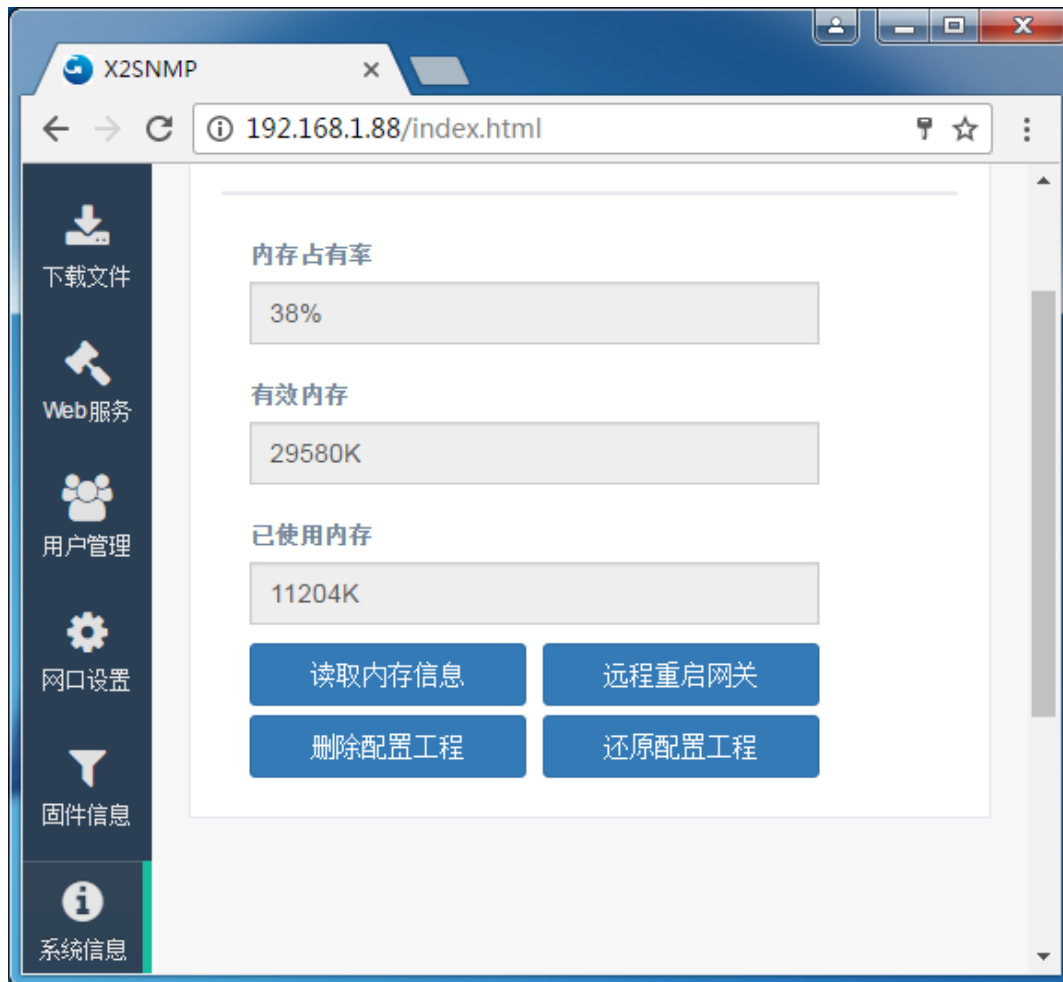 X2SNMP
192.168.1.88/index.html
下载文件
Web服务
用户管理
网口设置
固件信息
系统信息
内存占有率
38%
有效内存
29580K
已使用内存
11204K
读取内存信息 远程重启网关
删除配置工程 还原配置工程